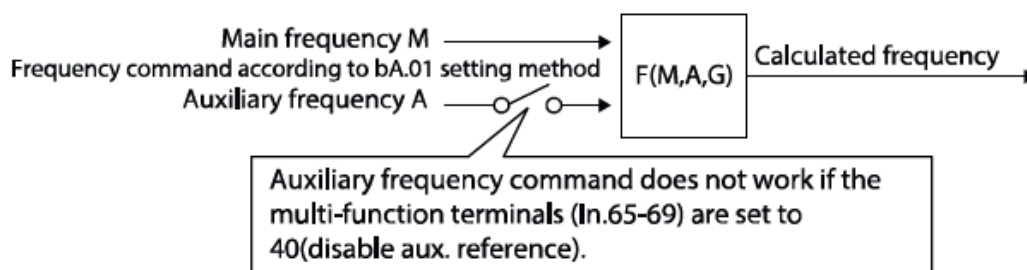 Main frequency M
Frequency command according to bA.01 setting method
Auxiliary frequency A
F(M,A,G)
Calculated frequency
Auxiliary frequency command does not work if the
multi-function terminals (In.65-69) are set to
40(disable aux. reference).